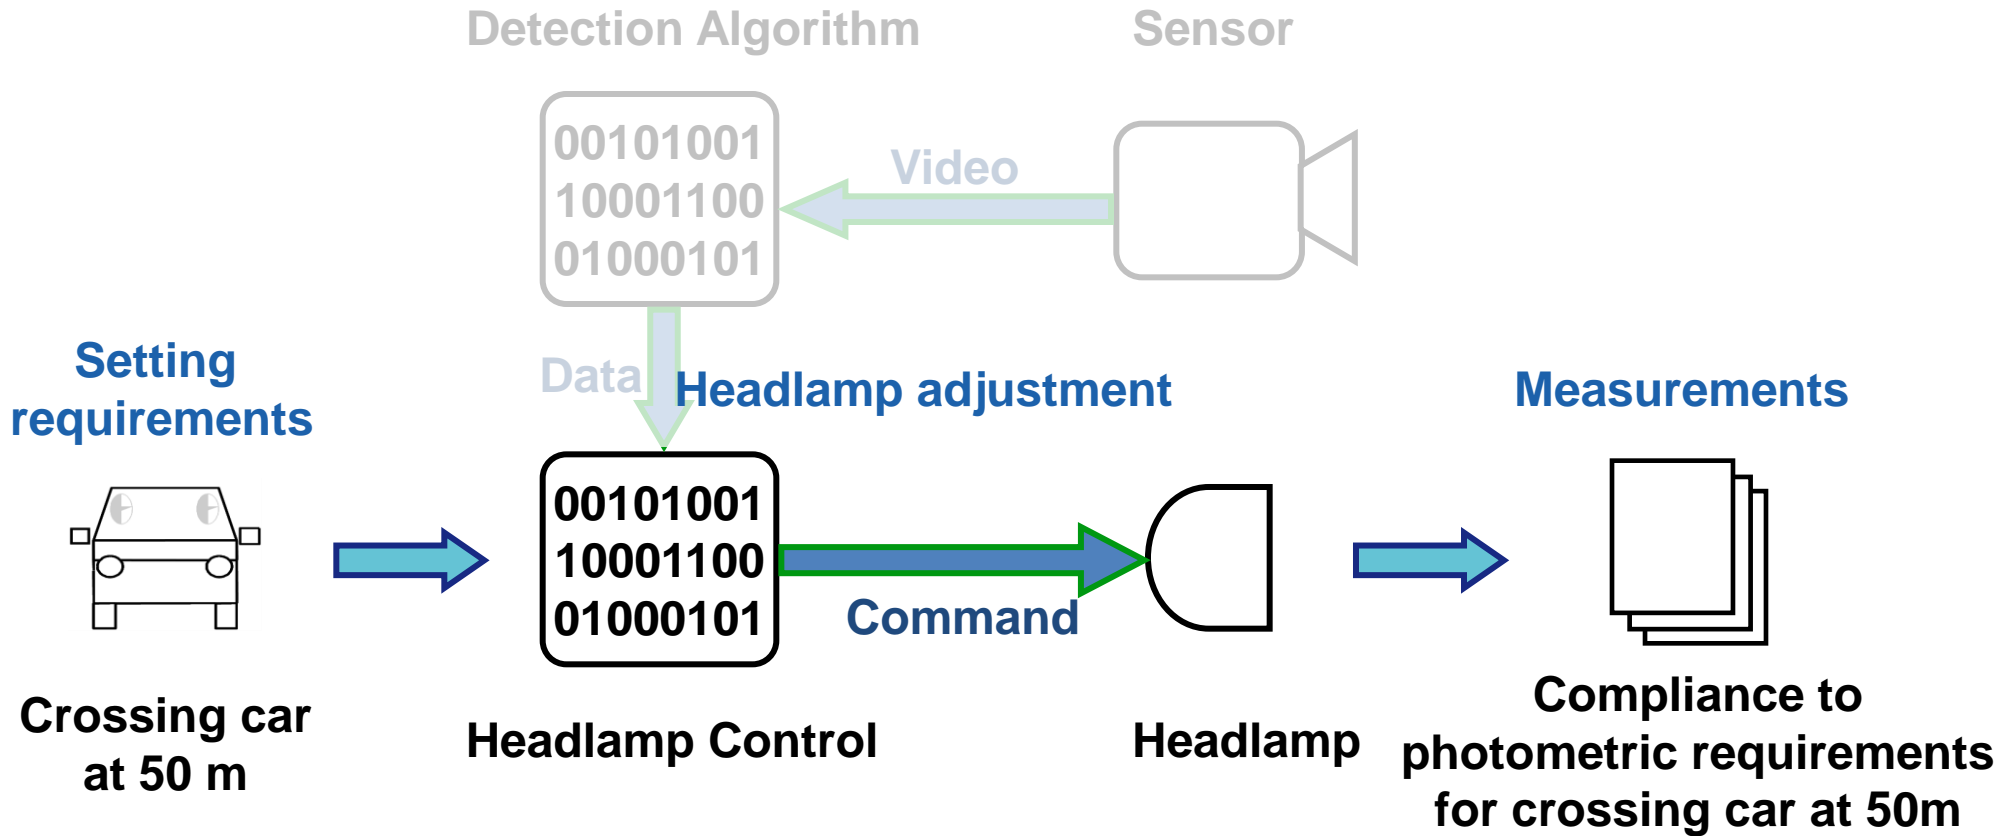 Detection Algorithm
Sensor
00101001
10001100
01000101
Video
Data
Setting
requirements
Headlamp adjustment
Measurements
00101001
10001100
01000101
Command
Crossing car
at 50 m
Headlamp Control
Headlamp
Compliance to
photometric requirements
for crossing car at 50m